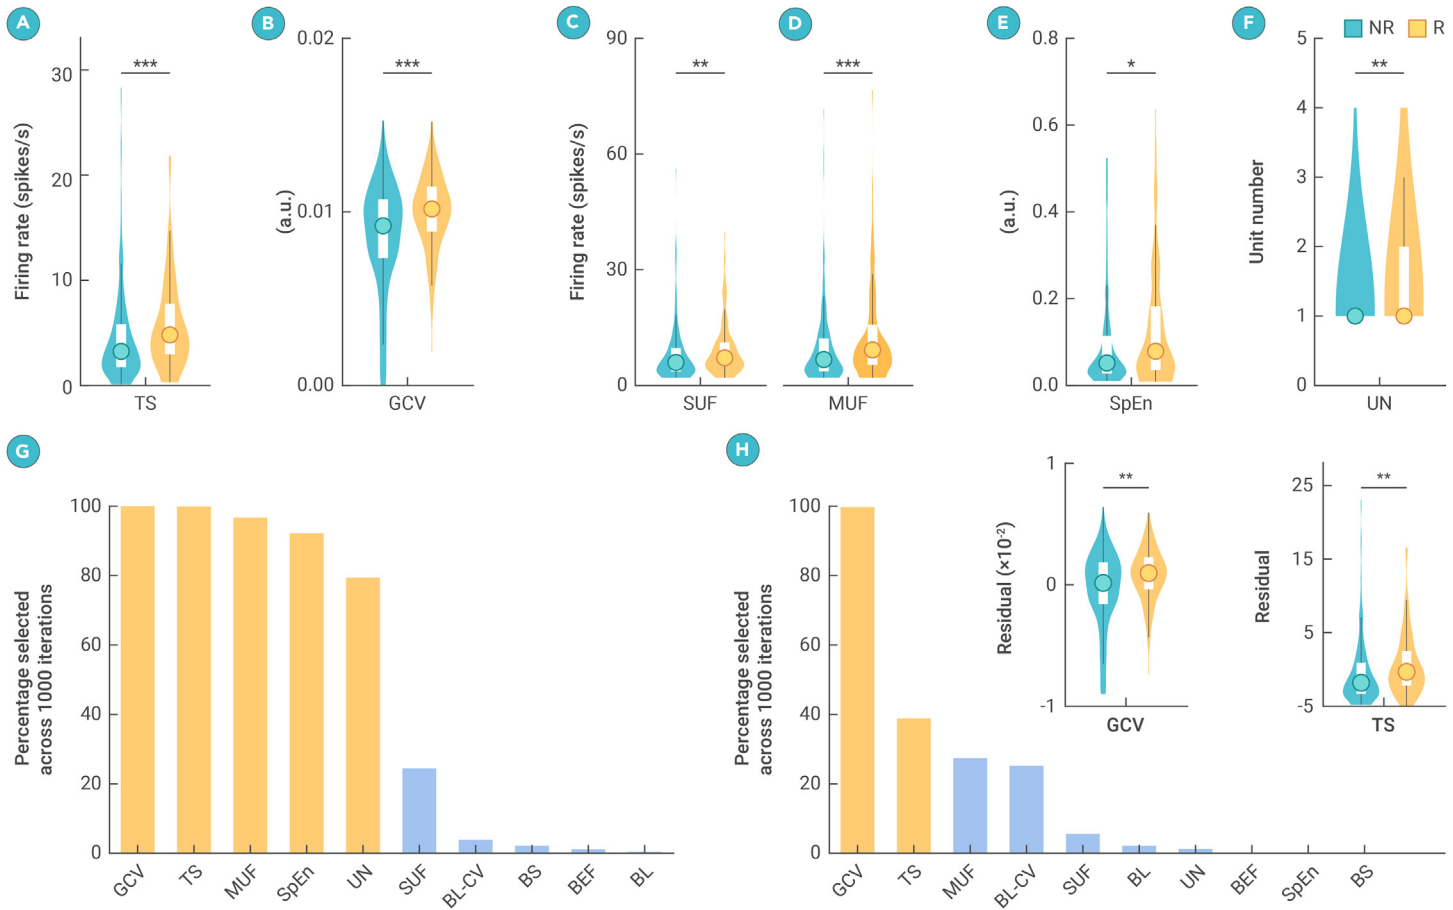 A
B
C
D
E
F
NR
R
Firing rate (spikes/s)
30
20
10
0
***
TS
(a.u.)
0.02
0.01
0.00
***
GCV
Firing rate (spikes/s)
90
60
30
0
**
SUF
***
MUF
(a.u.)
0.8
0.6
0.4
0.2
0.0
*
SpEn
Unit number
5
4
3
2
1
0
**
UN
G
Percentage selected
across 1000 iterations
100
80
60
40
20
0
GCV
TS
MUF
SpEn
UN
SUF
BL-CV
BS
BEF
BL
H
Percentage selected
across 1000 iterations
100
80
60
40
20
0
GCV
TS
MUF
BL-CV
SUF
BL
UN
BEF
SpEn
BS
Residual (×10⁻²)
1
0
-1
**
GCV
Residual
25
15
5
-5
**
TS